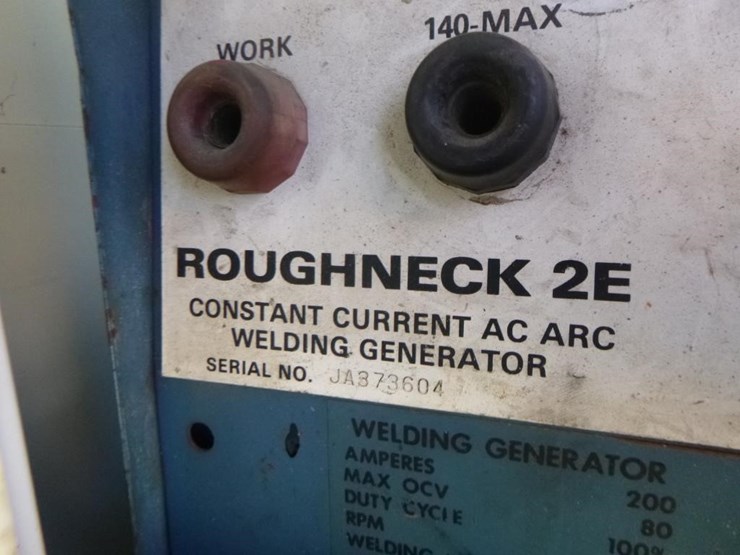 WORK 140-MAX
ROUGHNECK 2E
CONSTANT CURRENT AC ARC
WELDING GENERATOR
SERIAL NO. JA373604
WELDING GENERATOR
AMPERES 200
MAX OCV 80
DUTY CYCLE 100%
RPM
WELDING